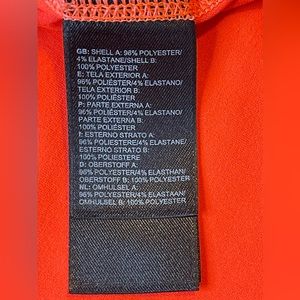 GB: SHELL A: 96% POLYESTER/
4% ELASTANE/SHELL B:
100% POLYESTER
E: TELA EXTERIOR A:
96% POLIÉSTER/4% ELASTANO/
TELA EXTERIOR B:
100% POLIÉSTER
P: PARTE EXTERNA A:
96% POLIÉSTER/4% ELASTANO/
PARTE EXTERNA B:
100% POLIÉSTER
I: ESTERNO STRATO A:
96% POLIESTERE/4% ELASTANE/
ESTERNO STRATO B:
100% POLIESTERE
D: OBERSTOFF A:
96% POLYESTER/4% ELASTHAN/
OBERSTOFF B: 100% POLYESTER
NL: OMHULSEL A:
96% POLYESTER/4% ELASTAAN/
OMHULSEL B: 100% POLYESTER